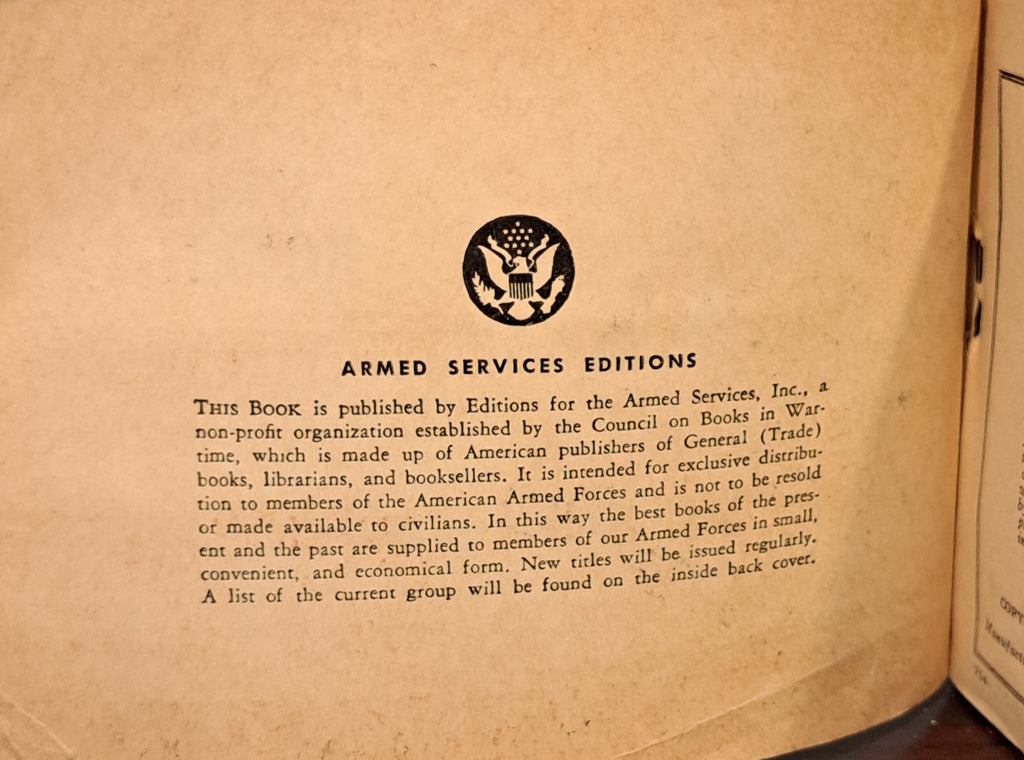 ARMED SERVICES EDITIONS
THIS BOOK is published by Editions for the Armed Services, Inc., a
non-profit organization established by the Council on Books in War-
time, which is made up of American publishers of General (Trade)
books, librarians, and booksellers. It is intended for exclusive distribu-
tion to members of the American Armed Forces and is not to be resold
or made available to civilians. In this way the best books of the pres-
ent and the past are supplied to members of our Armed Forces in small,
convenient, and economical form. New titles will be issued regularly.
A list of the current group will be found on the inside back cover.
COPY
Manufact